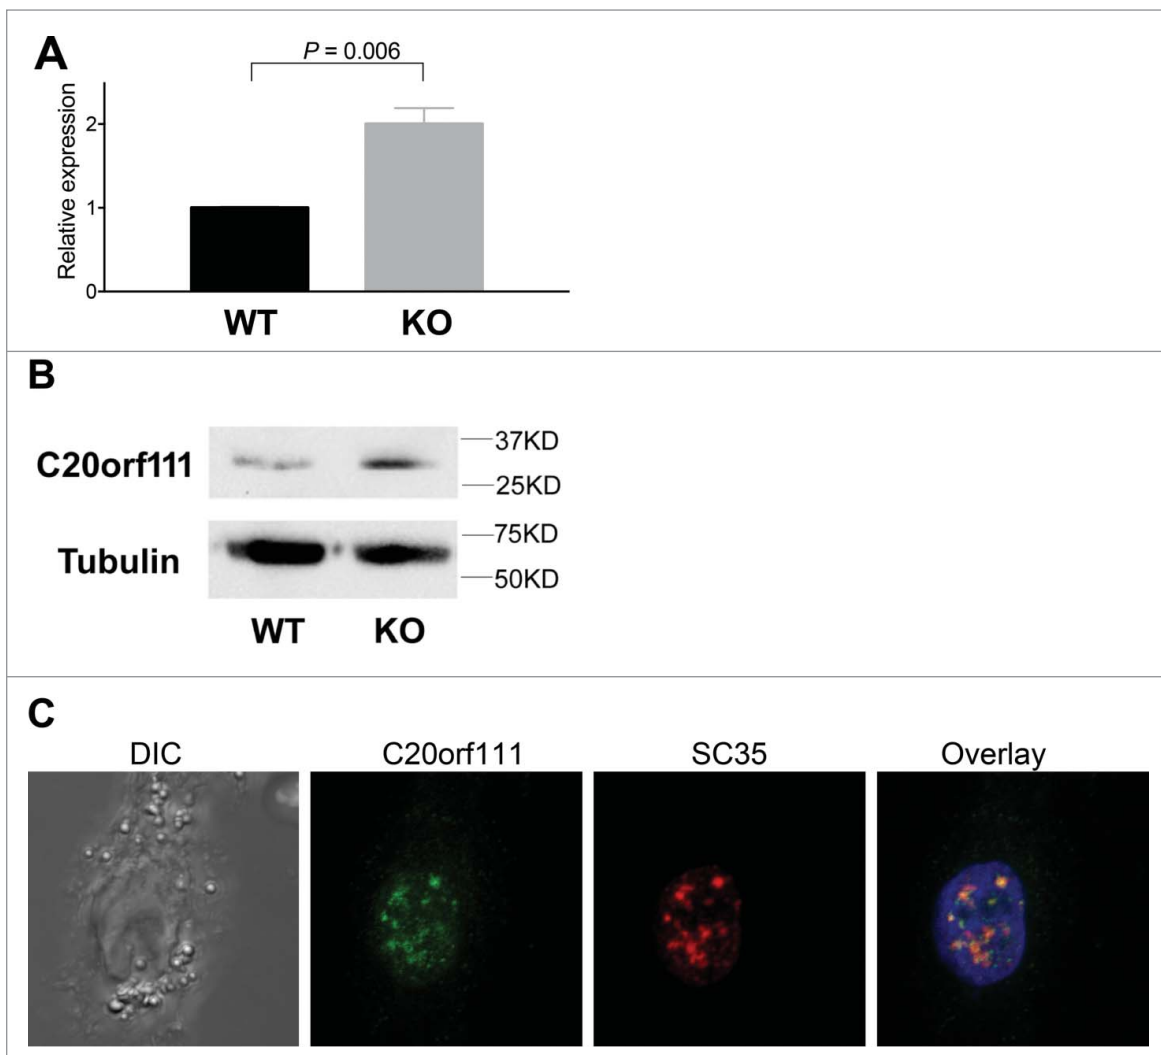 A
P = 0.006
Relative expression
2
1
0
WT KO
B
C20orf111
37KD
25KD
Tubulin
75KD
50KD
WT KO
C
DIC C20orf111 SC35 Overlay